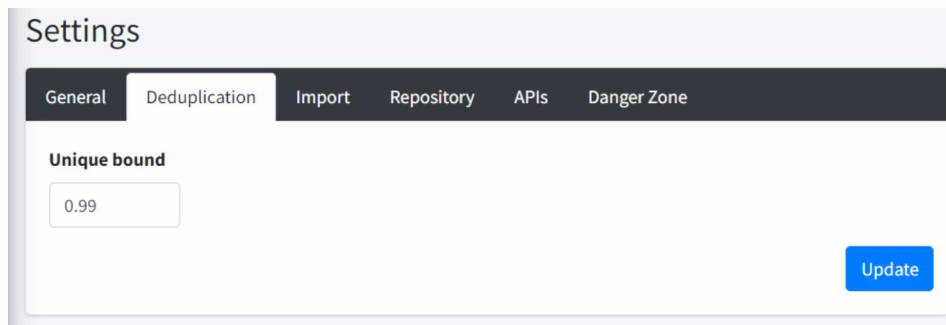 Settings
General Deduplication Import Repository APIs Danger Zone
Unique bound
0.99
Update